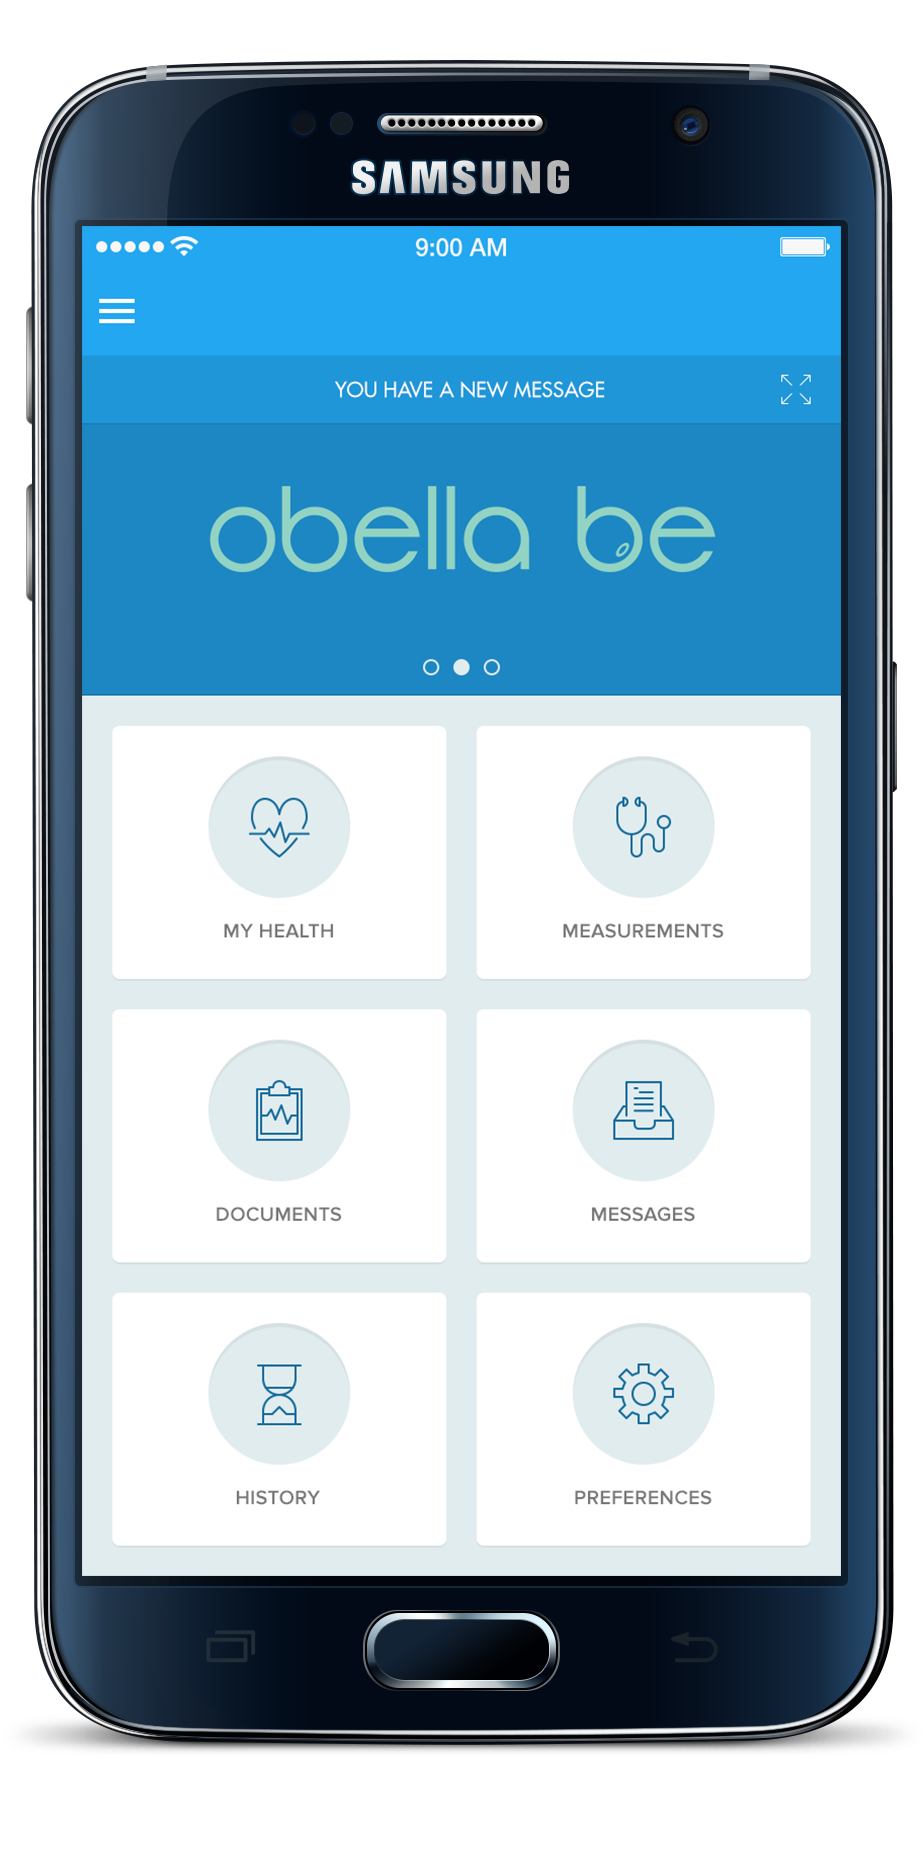 SAMSUNG
9:00 AM
YOU HAVE A NEW MESSAGE
obella be
MY HEALTH
MEASUREMENTS
DOCUMENTS
MESSAGES
HISTORY
PREFERENCES